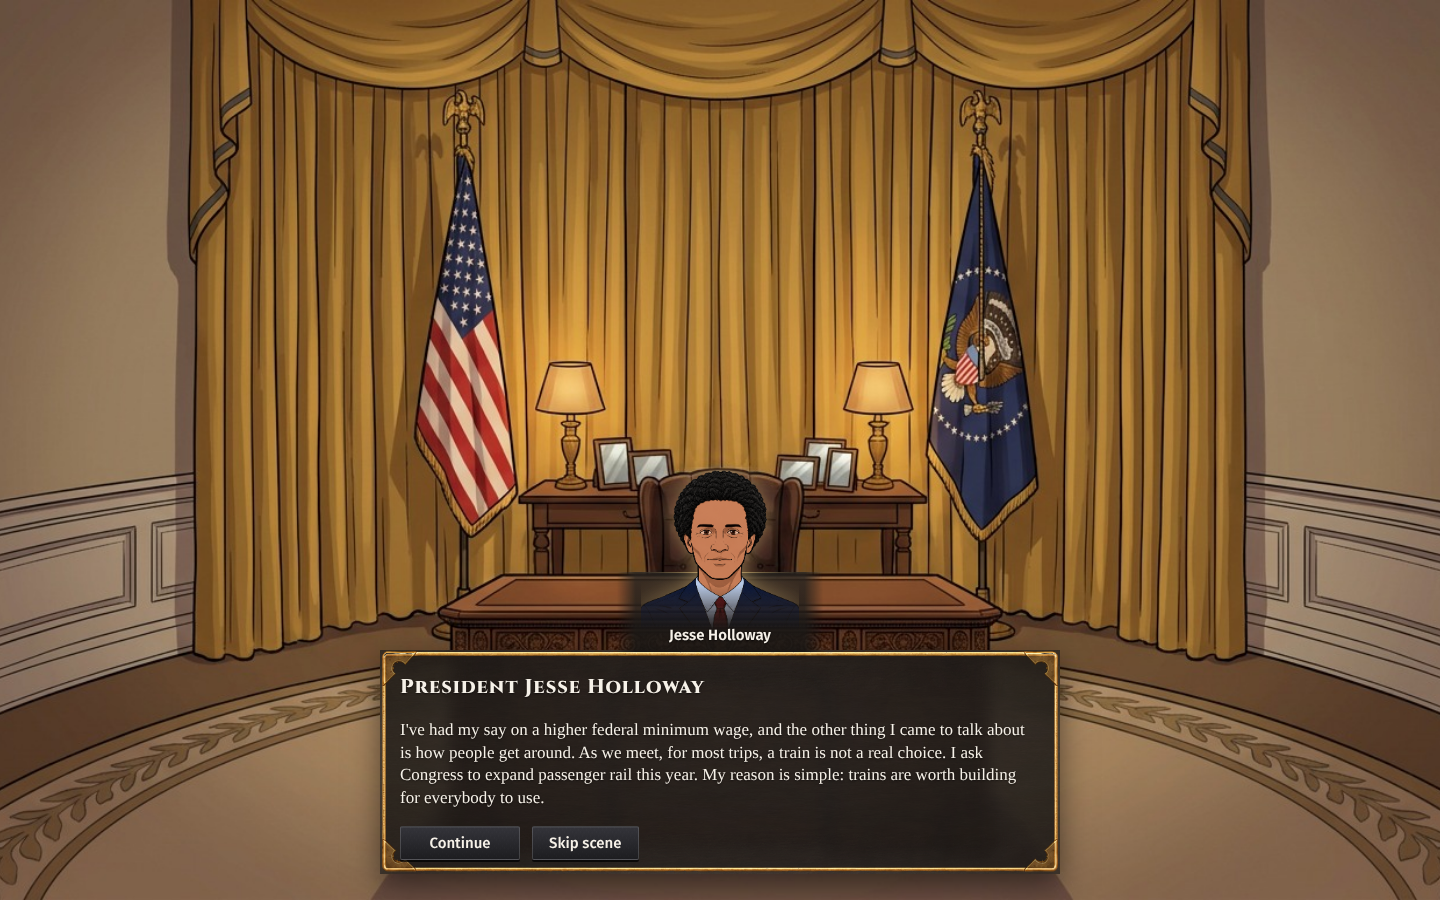 Jesse Holloway
President Jesse Holloway
I've had my say on a higher federal minimum wage, and the other thing I came to talk about
is how people get around. As we meet, for most trips, a train is not a real choice. I ask
Congress to expand passenger rail this year. My reason is simple: trains are worth building
for everybody to use.
Continue
Skip scene